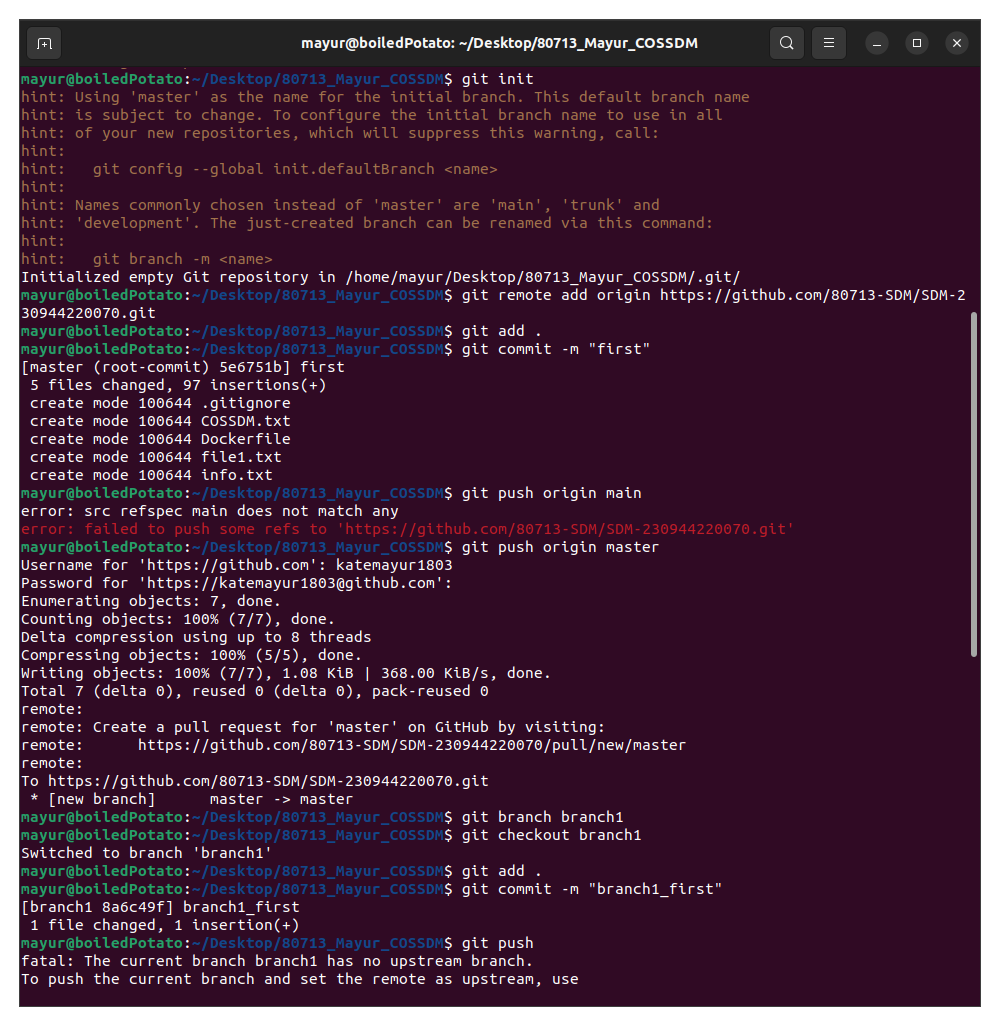 mayur@boiledPotato: ~/Desktop/80713_Mayur_COSSDM
mayur@boiledPotato:~/Desktop/80713_Mayur_COSSDM$ git init
hint: Using 'master' as the name for the initial branch. This default branch name
hint: is subject to change. To configure the initial branch name to use in all
hint: of your new repositories, which will suppress this warning, call:
hint:
hint:   git config --global init.defaultBranch <name>
hint:
hint: Names commonly chosen instead of 'master' are 'main', 'trunk' and
hint: 'development'. The just-created branch can be renamed via this command:
hint:
hint:   git branch -m <name>
Initialized empty Git repository in /home/mayur/Desktop/80713_Mayur_COSSDM/.git/
mayur@boiledPotato:~/Desktop/80713_Mayur_COSSDM$ git remote add origin https://github.com/80713-SDM/SDM-2
30944220070.git
mayur@boiledPotato:~/Desktop/80713_Mayur_COSSDM$ git add .
mayur@boiledPotato:~/Desktop/80713_Mayur_COSSDM$ git commit -m "first"
[master (root-commit) 5e6751b] first
 5 files changed, 97 insertions(+)
 create mode 100644 .gitignore
 create mode 100644 COSSDM.txt
 create mode 100644 Dockerfile
 create mode 100644 file1.txt
 create mode 100644 info.txt
mayur@boiledPotato:~/Desktop/80713_Mayur_COSSDM$ git push origin main
error: src refspec main does not match any
error: failed to push some refs to 'https://github.com/80713-SDM/SDM-230944220070.git'
mayur@boiledPotato:~/Desktop/80713_Mayur_COSSDM$ git push origin master
Username for 'https://github.com': katemayur1803
Password for 'https://katemayur1803@github.com':
Enumerating objects: 7, done.
Counting objects: 100% (7/7), done.
Delta compression using up to 8 threads
Compressing objects: 100% (5/5), done.
Writing objects: 100% (7/7), 1.08 KiB | 368.00 KiB/s, done.
Total 7 (delta 0), reused 0 (delta 0), pack-reused 0
remote:
remote: Create a pull request for 'master' on GitHub by visiting:
remote:      https://github.com/80713-SDM/SDM-230944220070/pull/new/master
remote:
To https://github.com/80713-SDM/SDM-230944220070.git
 * [new branch]      master -> master
mayur@boiledPotato:~/Desktop/80713_Mayur_COSSDM$ git branch branch1
mayur@boiledPotato:~/Desktop/80713_Mayur_COSSDM$ git checkout branch1
Switched to branch 'branch1'
mayur@boiledPotato:~/Desktop/80713_Mayur_COSSDM$ git add .
mayur@boiledPotato:~/Desktop/80713_Mayur_COSSDM$ git commit -m "branch1_first"
[branch1 8a6c49f] branch1_first
 1 file changed, 1 insertion(+)
mayur@boiledPotato:~/Desktop/80713_Mayur_COSSDM$ git push
fatal: The current branch branch1 has no upstream branch.
To push the current branch and set the remote as upstream, use